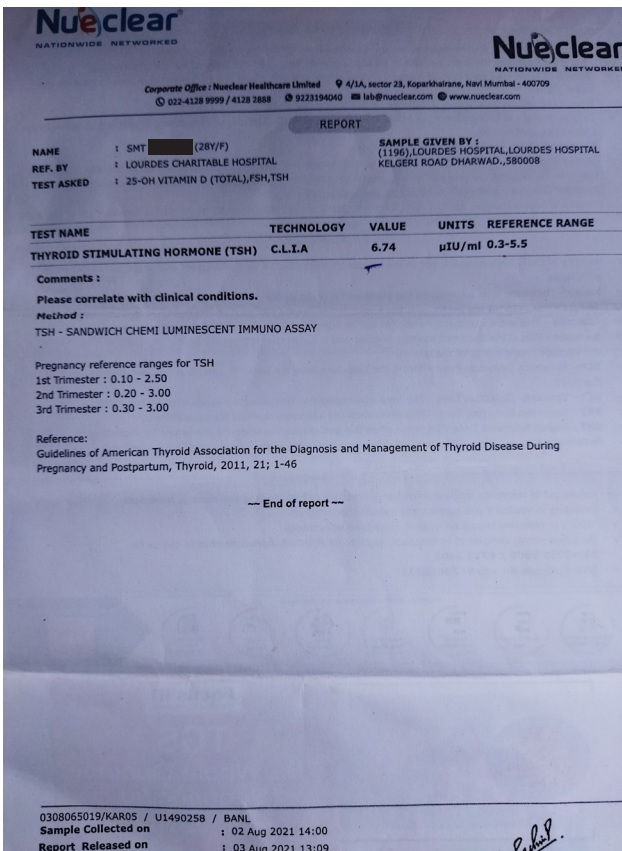 Nueclear
NATIONWIDE NETWORKED
Nueclear
NATIONWIDE NETWORKED
Corporate Office : Nueclear Healthcare Limited 4/1A, sector 23, Koparkhairane, Navi Mumbai - 400709
022-4128 9999 / 4128 2888 9223194040 lab@nueclear.com www.nueclear.com
REPORT
NAME : SMT (28Y/F)
REF. BY : LOURDES CHARITABLE HOSPITAL
TEST ASKED : 25-OH VITAMIN D (TOTAL),FSH,TSH
SAMPLE GIVEN BY :
(1196),LOURDES HOSPITAL,LOURDES HOSPITAL
KELGERI ROAD DHARWAD.,580008
TEST NAME TECHNOLOGY VALUE UNITS REFERENCE RANGE
THYROID STIMULATING HORMONE (TSH) C.L.I.A 6.74 µIU/ml 0.3-5.5
Comments :
Please correlate with clinical conditions.
Method :
TSH - SANDWICH CHEMI LUMINESCENT IMMUNO ASSAY
Pregnancy reference ranges for TSH
1st Trimester : 0.10 - 2.50
2nd Trimester : 0.20 - 3.00
3rd Trimester : 0.30 - 3.00
Reference:
Guidelines of American Thyroid Association for the Diagnosis and Management of Thyroid Disease During
Pregnancy and Postpartum, Thyroid, 2011, 21; 1-46
~~ End of report ~~
0308065019/KAR05 / U1490258 / BANL
Sample Collected on : 02 Aug 2021 14:00
Report Released on : 03 Aug 2021 13:09